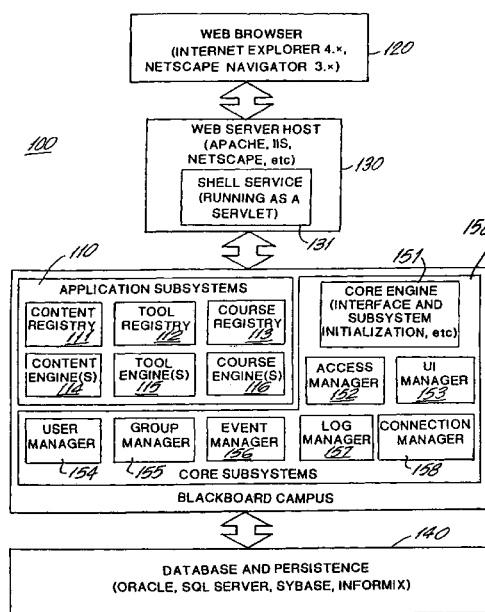 WEB BROWSER
(INTERNET EXPLORER 4.x,
NETSCAPE NAVIGATOR 3.x)
120
100
WEB SERVER HOST
(APACHE, IIS,
NETSCAPE, etc)
130
SHELL SERVICE
(RUNNING AS A
SERVLET)
131
110
151
APPLICATION SUBSYSTEMS
CONTENT
REGISTRY
111
TOOL
REGISTRY
112
COURSE
REGISTRY
113
CORE ENGINE
(INTERFACE AND
SUBSYSTEM
INITIALIZATION, etc)
CONTENT
ENGINE(S)
114
TOOL
ENGINE(S)
115
COURSE
ENGINE(S)
116
ACCESS
MANAGER
152
UI
MANAGER
153
USER
MANAGER
154
GROUP
MANAGER
155
EVENT
MANAGER
156
LOG
MANAGER
157
CONNECTION
MANAGER
158
CORE SUBSYSTEMS
BLACKBOARD CAMPUS
140
DATABASE AND PERSISTENCE
(ORACLE, SQL SERVER, SYBASE, INFORMIX)